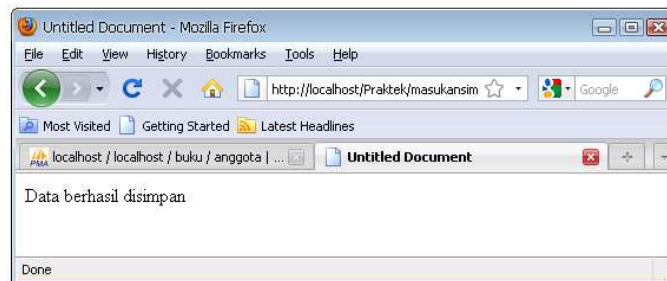 Untitled Document - Mozilla Firefox
File Edit View History Bookmarks Tools Help
http://localhost/Praktek/masukansim Google
Most Visited Getting Started Latest Headlines
PMA localhost / localhost / buku / anggota | ... Untitled Document
Data berhasil disimpan
Done